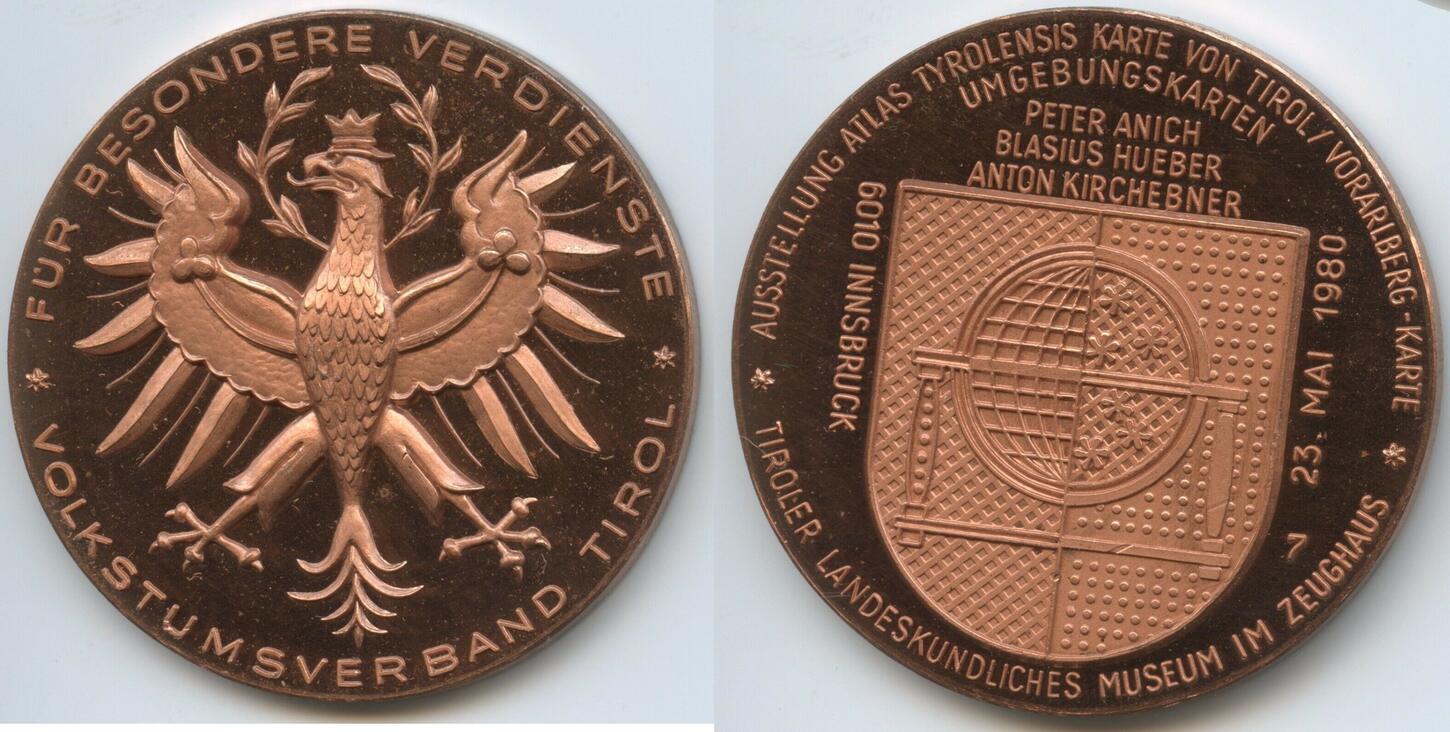 FÜR BESONDERE VERDIENSTE
* VOLKSTUMSVERBAND TIROL *
AUSSTELLUNG ATLAS TYROLENSIS KARTE VON TIROL/ VORARLBERG-KARTE
UMGEBUNGSKARTEN
PETER ANICH
BLASIUS HUEBER
ANTON KIRCHEBNER
6010 INNSBRUCK
7 23. MAI 1980
* TIROLER LANDESKUNDLICHES MUSEUM IM ZEUGHAUS *